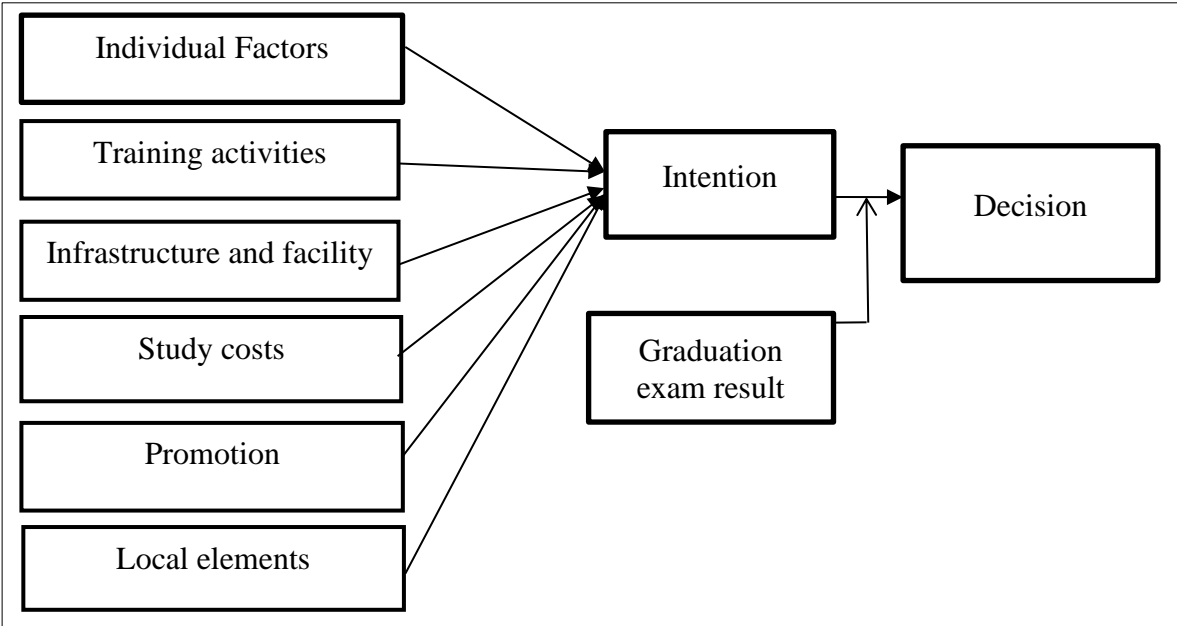 Individual Factors
Training activities
Infrastructure and facility
Study costs
Promotion
Local elements
Intention
Graduation
exam result
Decision